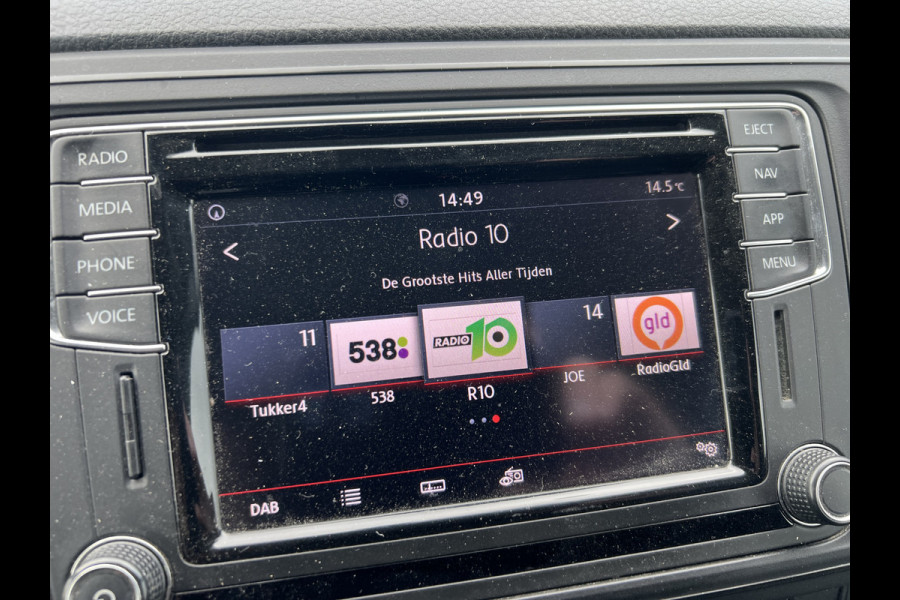 RADIO
MEDIA
PHONE
VOICE
EJECT
NAV
APP
MENU
14:49
14.5°C
<
Radio 10
>
De Grootste Hits Aller Tijden
11
538
RADIO 10
14
gld
Tukker4
538
R10
JOE
RadioGld
DAB